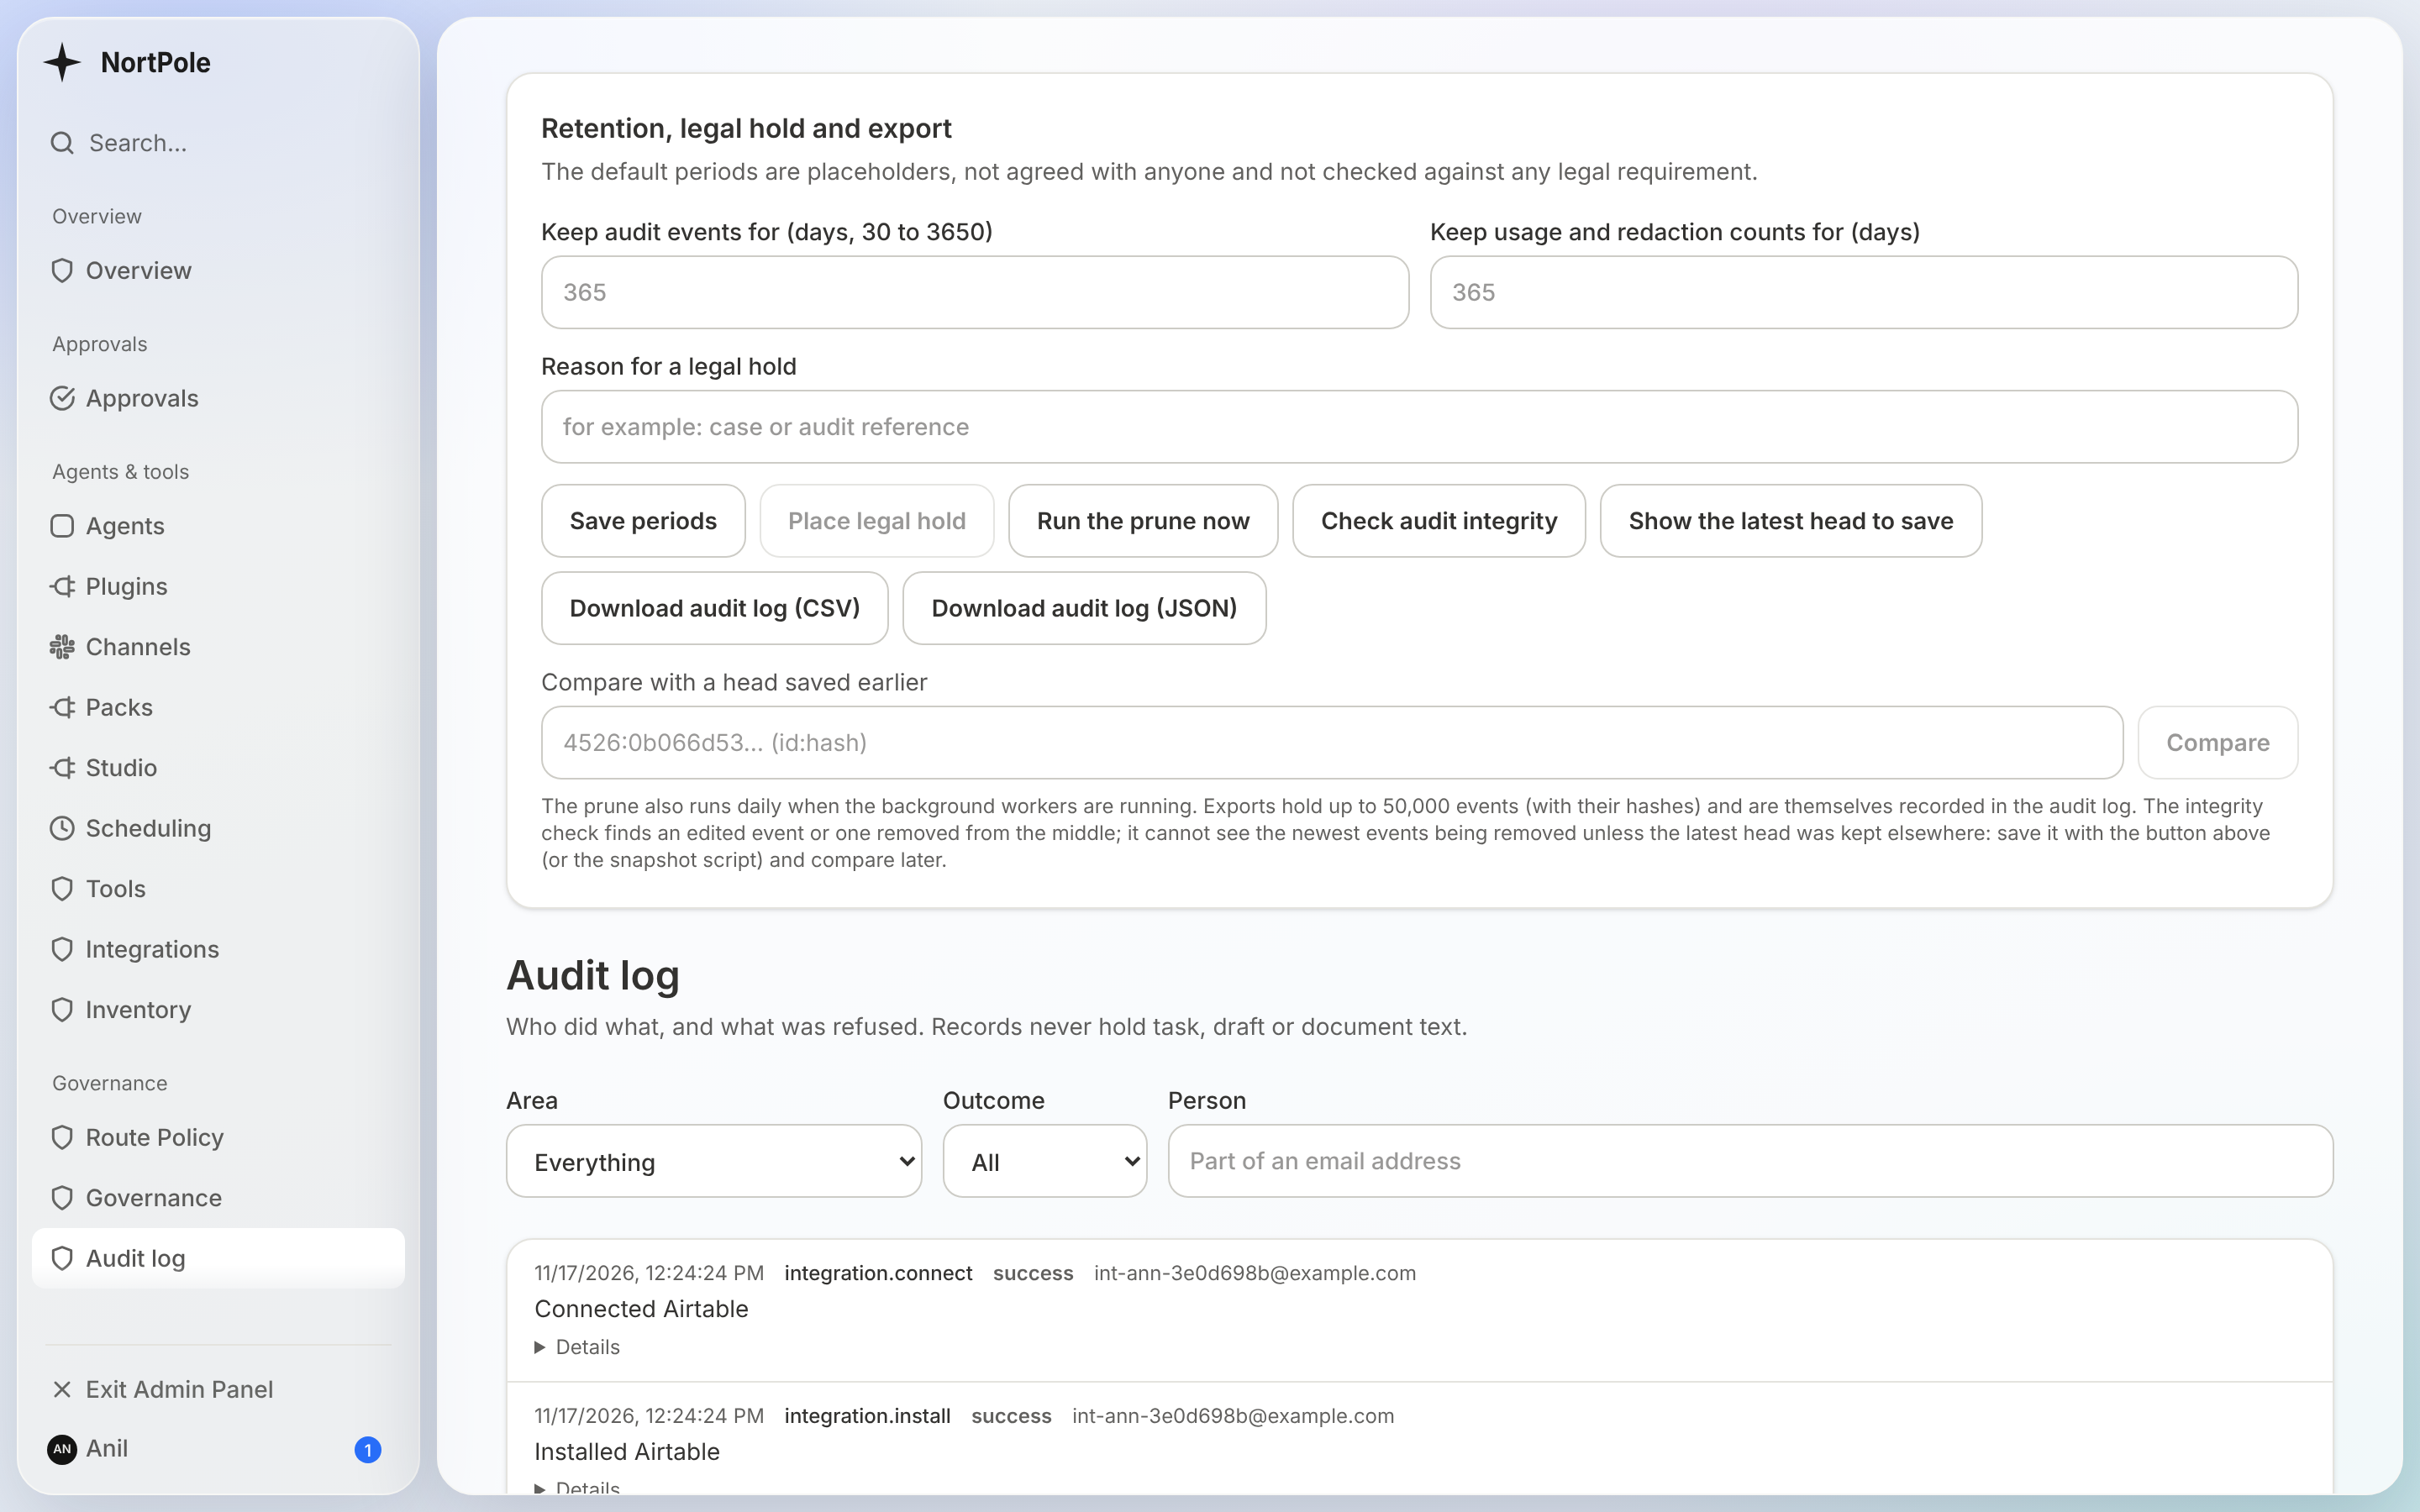 NortPole
Search...
Overview
Overview
Approvals
Approvals
Agents & tools
Agents
Plugins
Channels
Packs
Studio
Scheduling
Tools
Integrations
Inventory
Governance
Route Policy
Governance
Audit log
Exit Admin Panel
AN Anil 1
Retention, legal hold and export
The default periods are placeholders, not agreed with anyone and not checked against any legal requirement.
Keep audit events for (days, 30 to 3650) Keep usage and redaction counts for (days)
365 365
Reason for a legal hold
for example: case or audit reference
Save periods Place legal hold Run the prune now Check audit integrity Show the latest head to save
Download audit log (CSV) Download audit log (JSON)
Compare with a head saved earlier
4526:0b066d53... (id:hash) Compare
The prune also runs daily when the background workers are running. Exports hold up to 50,000 events (with their hashes) and are themselves recorded in the audit log. The integrity
check finds an edited event or one removed from the middle; it cannot see the newest events being removed unless the latest head was kept elsewhere: save it with the button above
(or the snapshot script) and compare later.
Audit log
Who did what, and what was refused. Records never hold task, draft or document text.
Area Outcome Person
Everything All Part of an email address
11/17/2026, 12:24:24 PM integration.connect success int-ann-3e0d698b@example.com
Connected Airtable
Details
11/17/2026, 12:24:24 PM integration.install success int-ann-3e0d698b@example.com
Installed Airtable
Details